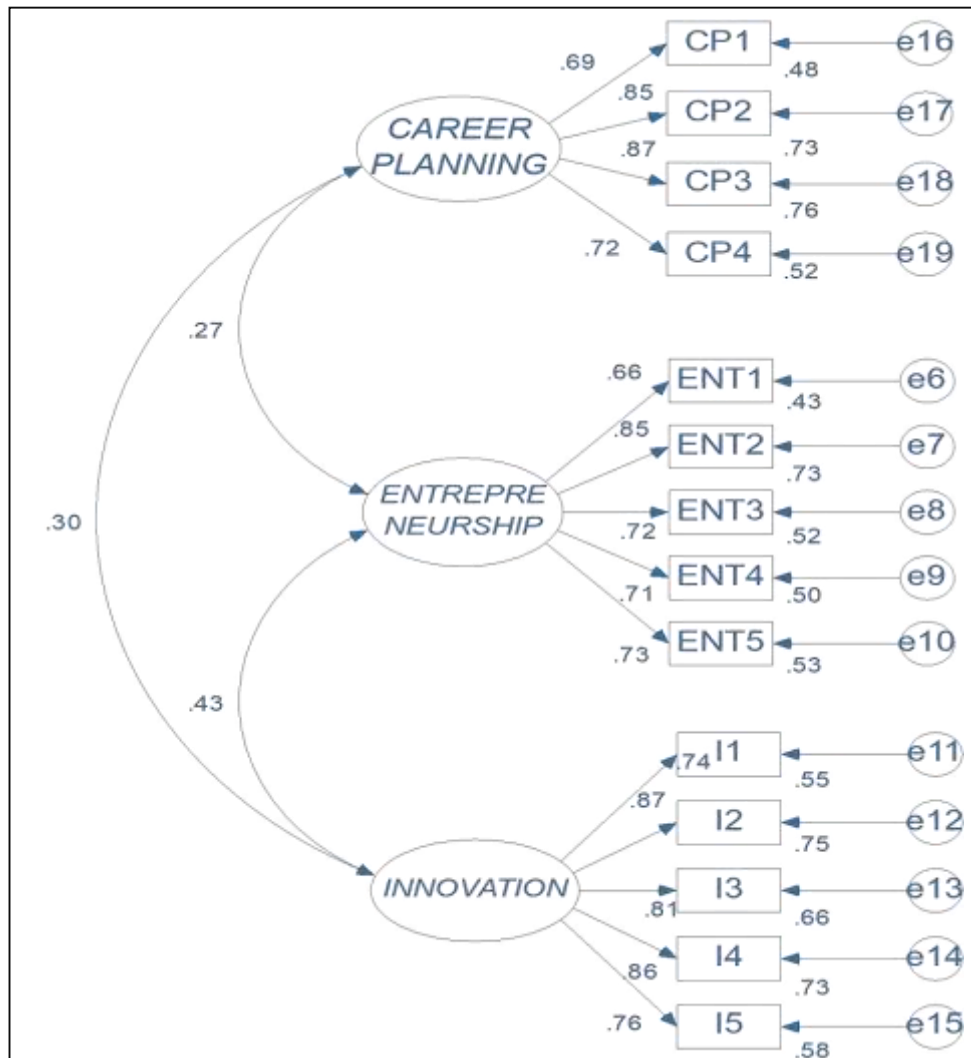 CP1
e16
.69
.48
.85
CP2
e17
CAREER
PLANNING
.87
.73
CP3
e18
.76
.72
CP4
e19
.52
.27
.66
ENT1
e6
.43
.85
ENT2
e7
.73
ENTREPRE
NEURSHIP
ENT3
e8
.72
.52
.30
ENT4
e9
.71
.50
ENT5
e10
.73
.53
.43
.74
I1
e11
.55
.87
I2
e12
.75
INNOVATION
I3
e13
.81
.66
I4
e14
.86
.73
.76
I5
e15
.58